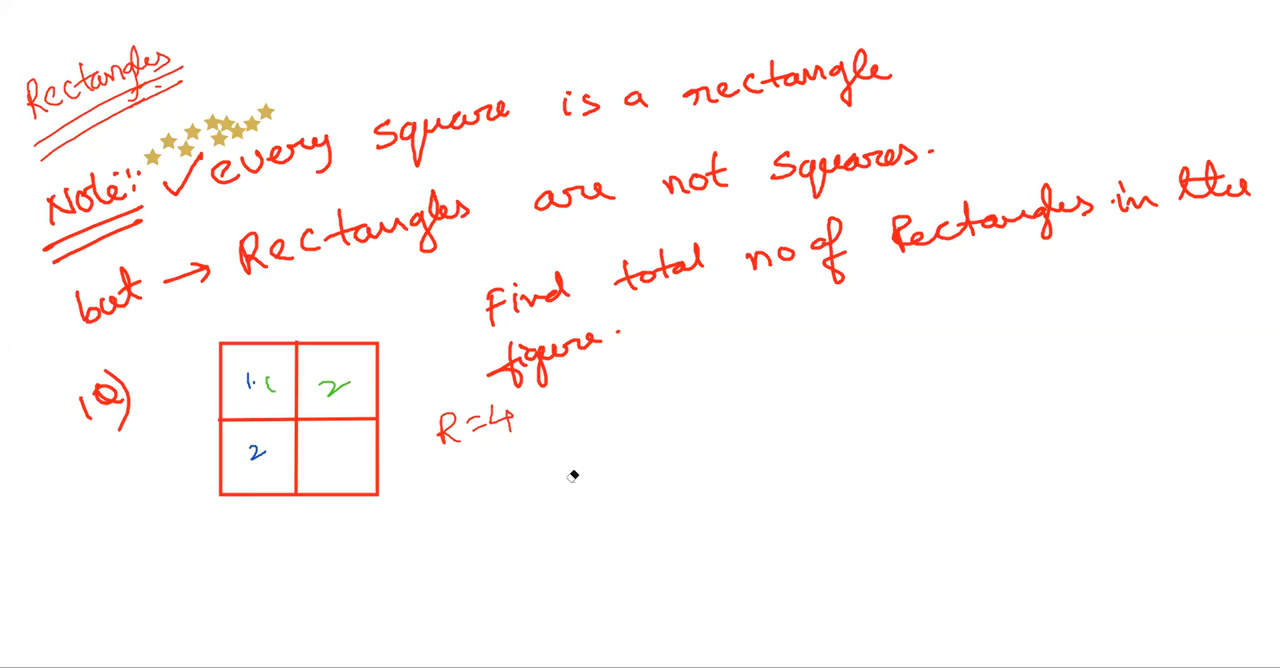 Rectangles
Note:- ✓ every square is a rectangle
but → Rectangles are not squares.
Find total no of Rectangles in the
figure.
1Q)
1. 1 2
2
R=4